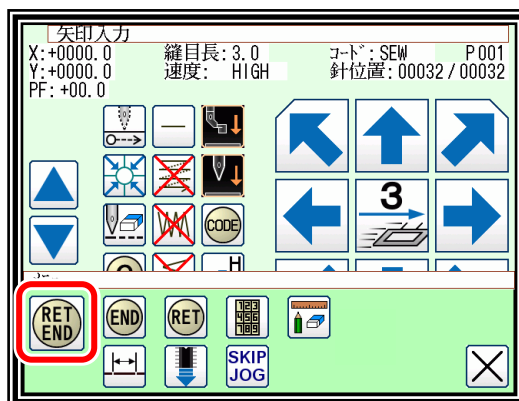 矢印入力
X:+0000.0 縫目長:3.0 コード:SEW P001
Y:+0000.0 速度: HIGH 針位置:00032/00032
PF:+00.0
3
CODE
H
RET END
END
RET
123
456
789
SKIP JOG